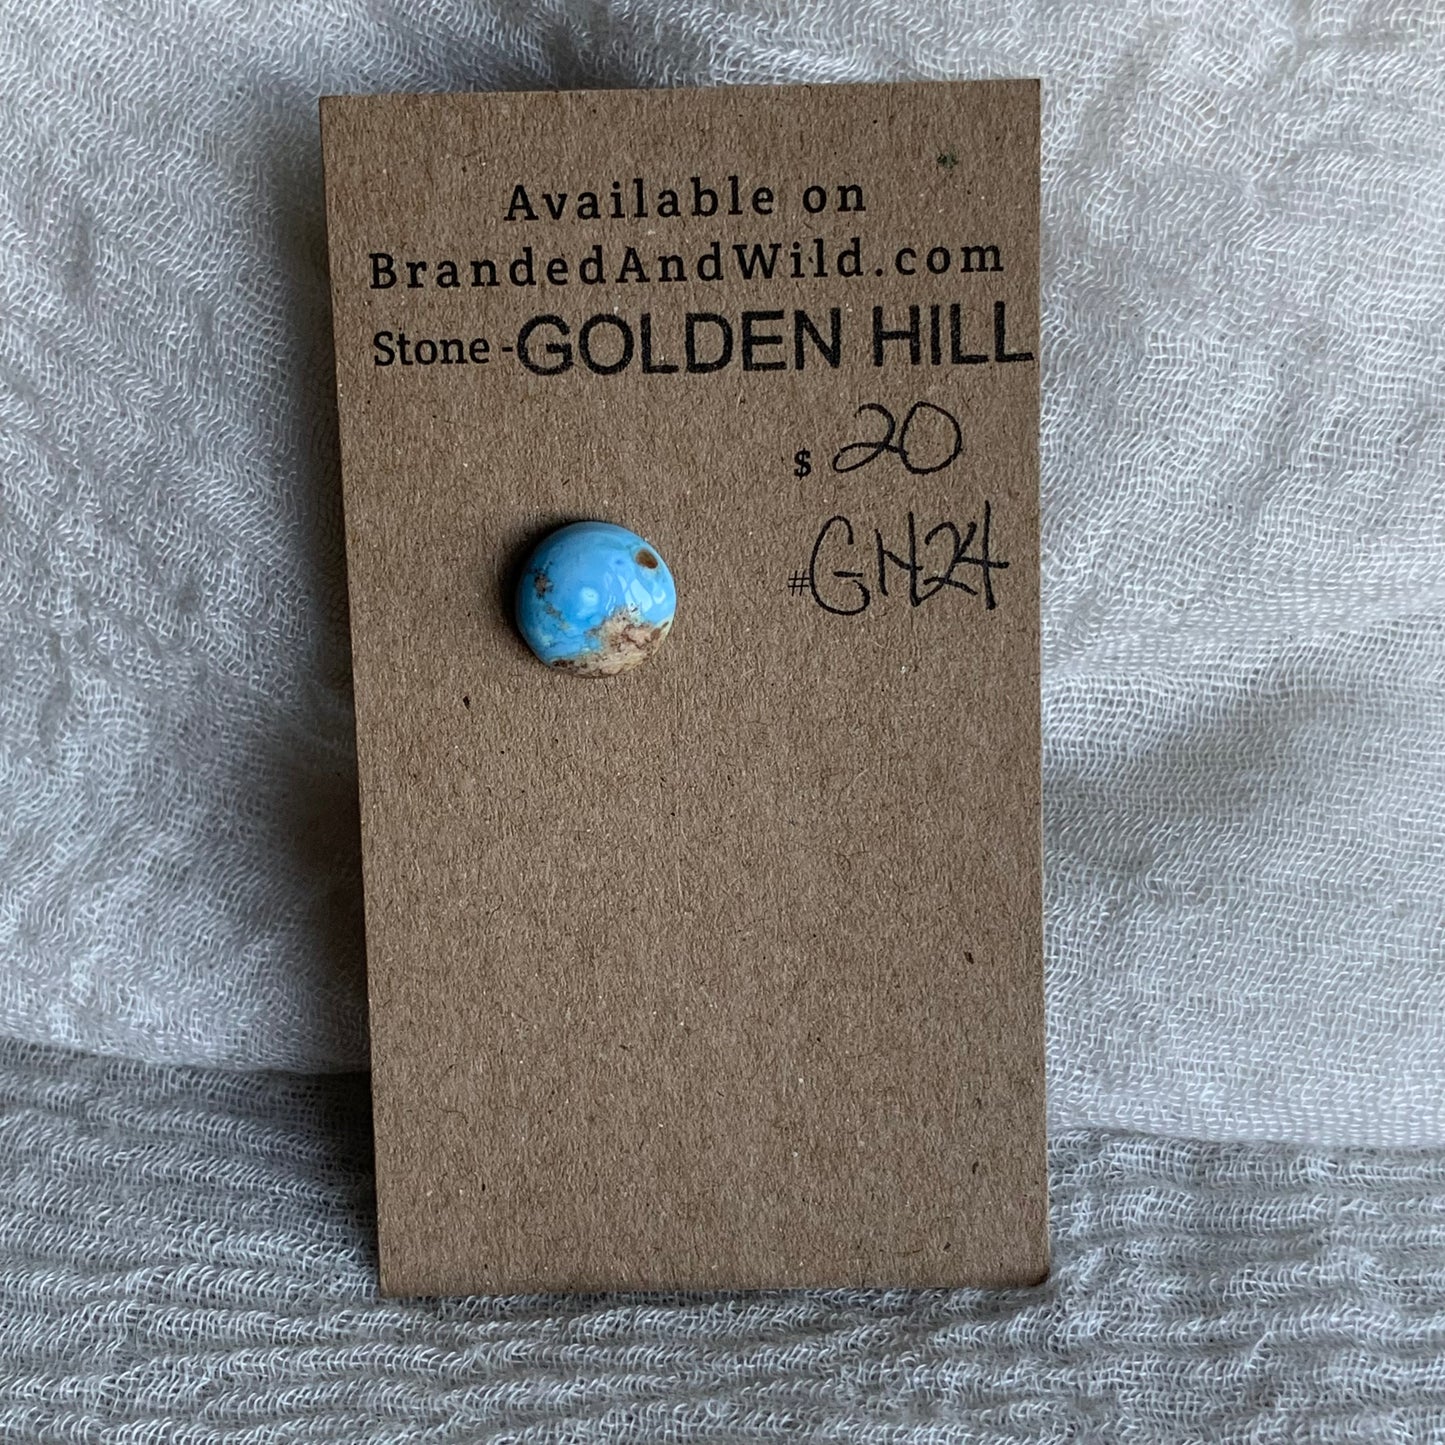 Available on
BrandedAndWild.com
Stone - GOLDEN HILL
$ 20
#GH24